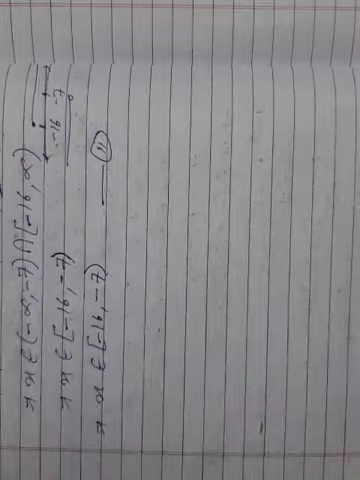 x ∈ (-∞, -7) ∩ [-16, ∞)
-16 -7
x ∈ [-16, -7)
x ∈ [-16, -7) — (ii)